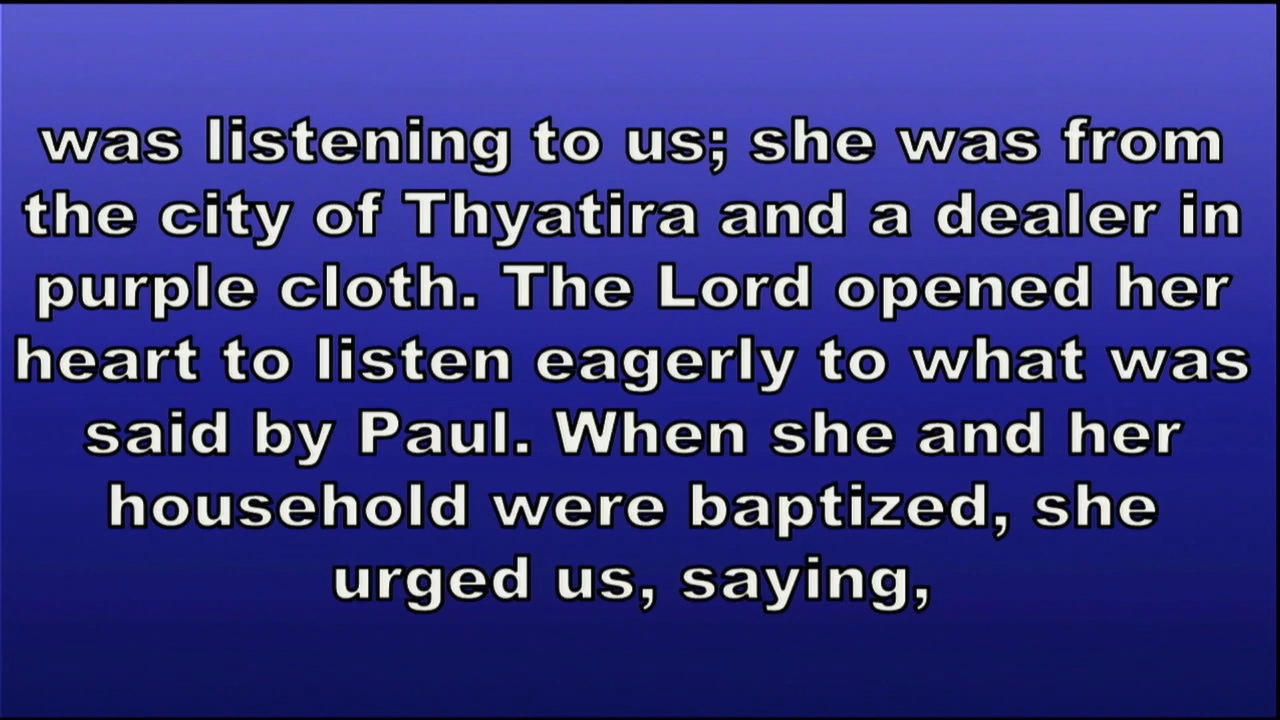 was listening to us; she was from
the city of Thyatira and a dealer in
purple cloth. The Lord opened her
heart to listen eagerly to what was
said by Paul. When she and her
household were baptized, she
urged us, saying,